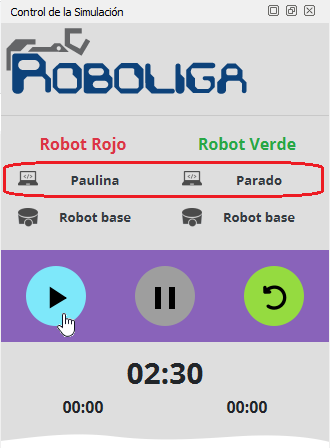 Control de la Simulación
ROBOLIGA
Robot Rojo Robot Verde
Paulina Parado
Robot base Robot base
02:30
00:00 00:00